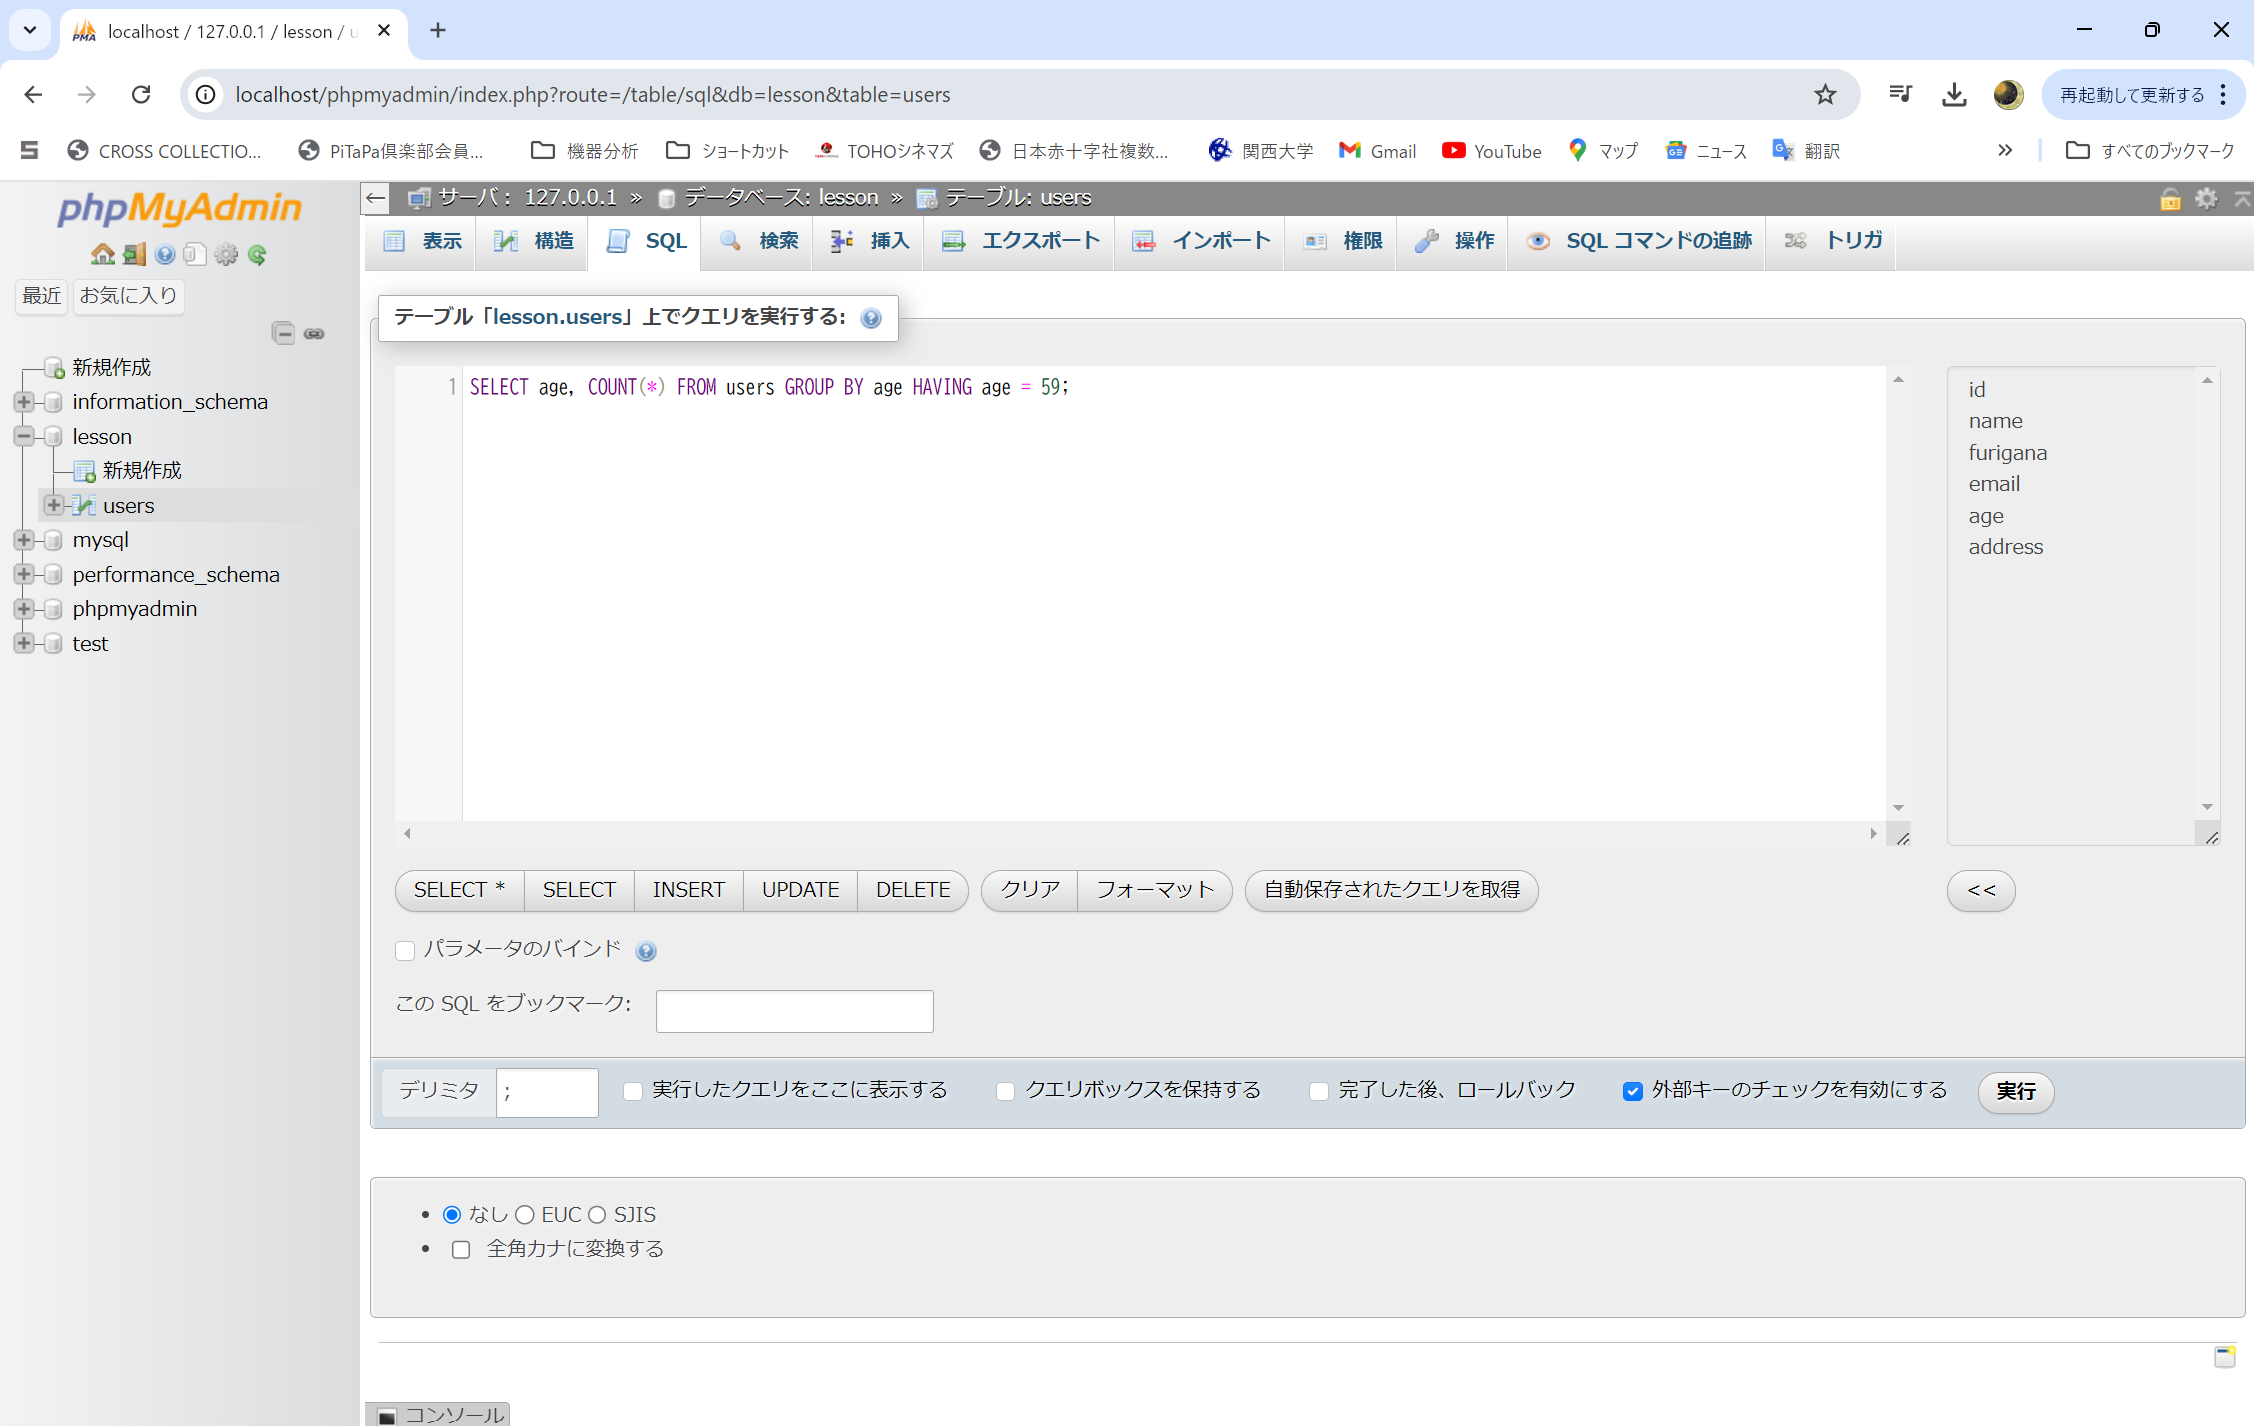 localhost / 127.0.0.1 / lesson /
localhost/phpmyadmin/index.php?route=/table/sql&db=lesson&table=users
再起動して更新する
CROSS COLLECTIO...
PiTaPa倶楽部会員...
機器分析
ショートカット
TOHOシネマズ
日本赤十字社複数...
関西大学
Gmail
YouTube
マップ
ニュース
翻訳
»
すべてのブックマーク
phpMyAdmin
最近
お気に入り
新規作成
information_schema
lesson
新規作成
users
mysql
performance_schema
phpmyadmin
test
サーバ: 127.0.0.1 » データベース: lesson » テーブル: users
表示
構造
SQL
検索
挿入
エクスポート
インポート
権限
操作
SQL コマンドの追跡
トリガ
テーブル「lesson.users」上でクエリを実行する:
1 SELECT age, COUNT(*) FROM users GROUP BY age HAVING age = 59;
id
name
furigana
email
age
address
SELECT *
SELECT
INSERT
UPDATE
DELETE
クリア
フォーマット
自動保存されたクエリを取得
<<
パラメータのバインド
この SQL をブックマーク:
デリミタ ;
実行したクエリをここに表示する
クエリボックスを保持する
完了した後、ロールバック
外部キーのチェックを有効にする
実行
なし EUC SJIS
全角カナに変換する
コンソール